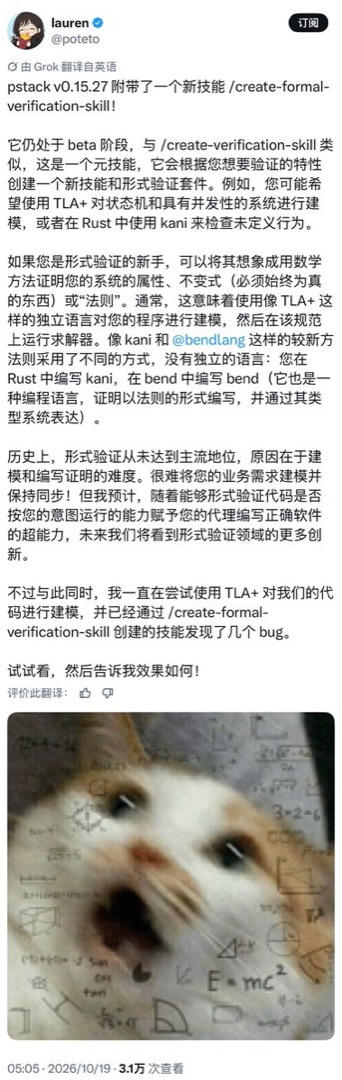 lauren
订阅
@poteto
由 Grok 翻译自英语
pstack v0.15.27 附带了一个新技能 /create-formal-
verification-skill！
它仍处于 beta 阶段，与 /create-verification-skill 类
似，这是一个元技能，它会根据您想要验证的特性
创建一个新技能和形式验证套件。例如，您可能希
望使用 TLA+ 对状态机和具有并发性的系统进行建
模，或者在 Rust 中使用 kani 来检查未定义行为。
如果您是形式验证的新手，可以将其想象成用数学
方法证明您的系统的属性、不变式（必须始终为真
的东西）或“法则”。通常，这意味着使用像 TLA+ 这
样的独立语言对您的程序进行建模，然后在该规范
上运行求解器。像 kani 和 @bendlang 这样的较新方
法则采用了不同的方式，没有独立的语言：您在
Rust 中编写 kani，在 bend 中编写 bend（它也是一
种编程语言，证明以法则的形式编写，并通过其类
型系统表达）。
历史上，形式验证从未达到主流地位，原因在于建
模和编写证明的难度。很难将您的业务需求建模并
保持同步！但我预计，随着能够形式验证代码是否
按您的意图运行的能力赋予您的代理编写正确软件
的超能力，未来我们将看到形式验证领域的更多创
新。
不过与此同时，我一直在尝试使用 TLA+ 对我们的代
码进行建模，并已经通过 /create-formal-
verification-skill 创建的技能发现了几个 bug。
试试看，然后告诉我效果如何！
评价此翻译：
3×2=6
sin
cos
tan
E=mc²
05:05 · 2026/10/19 · 3.1万 次查看